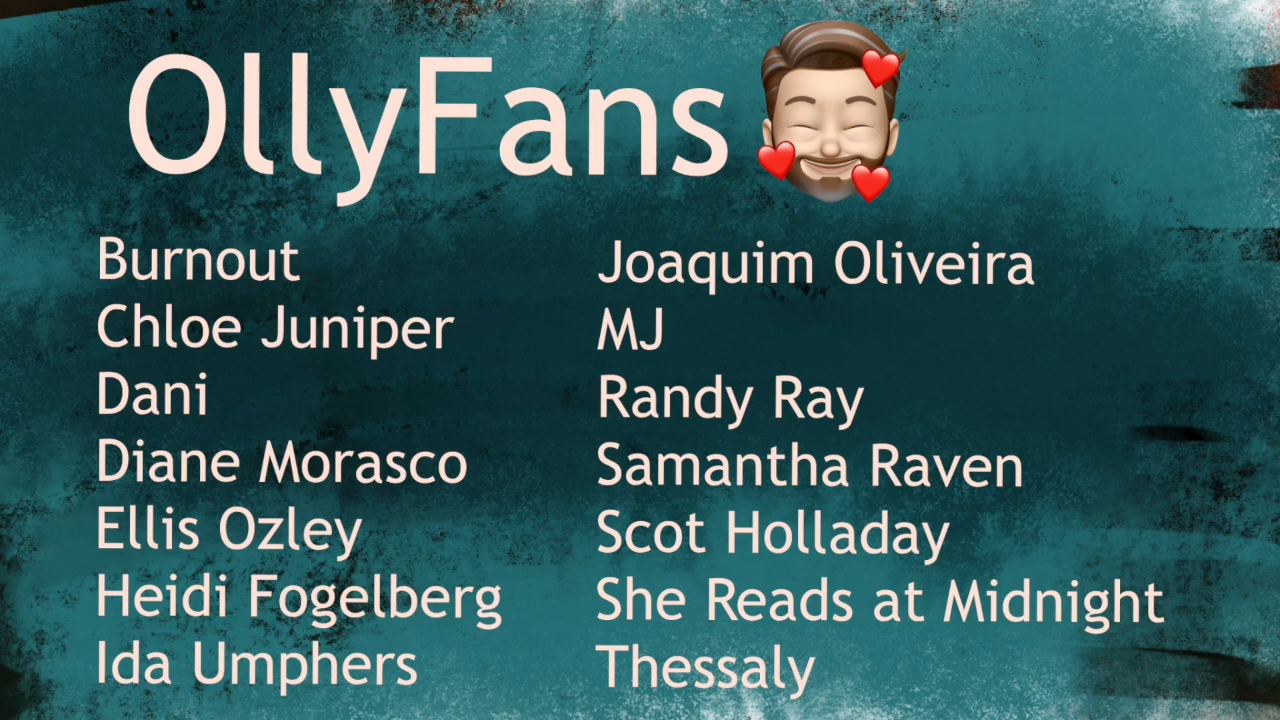 OllyFans
Burnout
Chloe Juniper
Dani
Diane Morasco
Ellis Ozley
Heidi Fogelberg
Ida Umphers
Joaquim Oliveira
MJ
Randy Ray
Samantha Raven
Scot Holladay
She Reads at Midnight
Thessaly